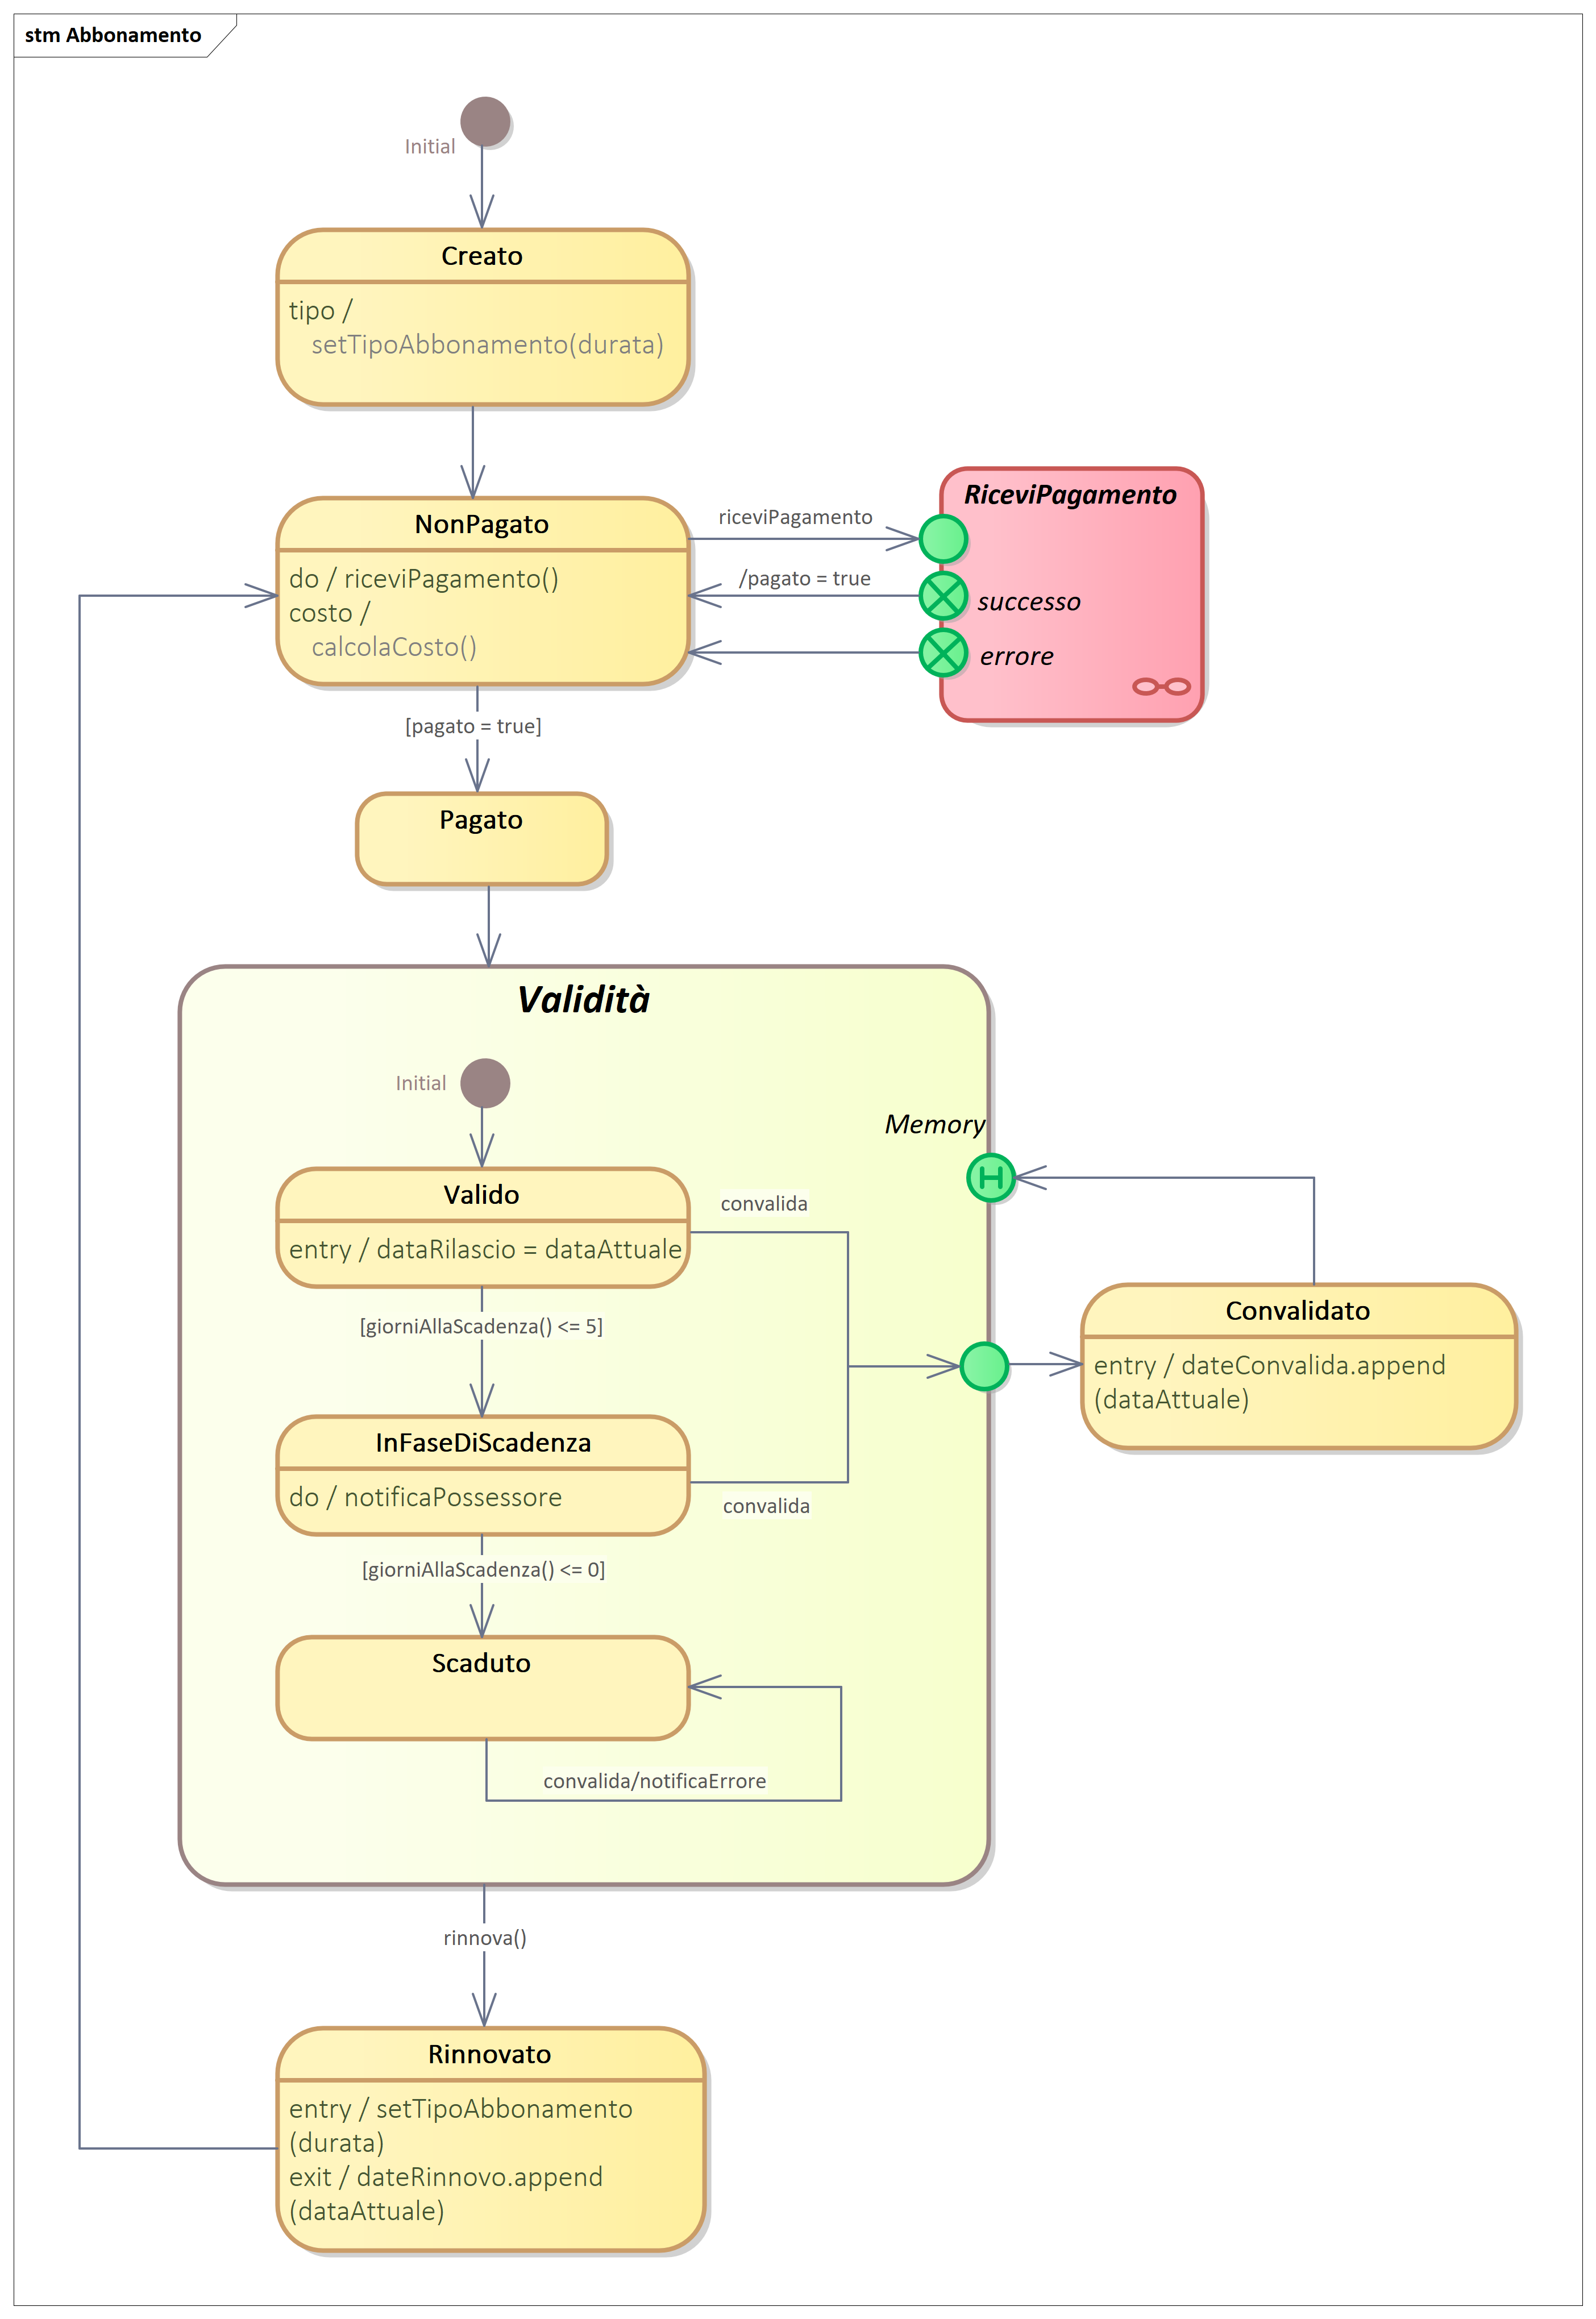 stm Abbonamento
Initial
Creato
tipo /
setTipoAbbonamento(durata)
NonPagato
do / riceviPagamento()
costo /
calcolaCosto()
riceviPagamento
/pagato = true
RiceviPagamento
successo
errore
[pagato = true]
Pagato
Validità
Initial
Memory
H
Valido
entry / dataRilascio = dataAttuale
convalida
[giorniAllaScadenza() <= 5]
Convalidato
entry / dateConvalida.append
(dataAttuale)
InFaseDiScadenza
do / notificaPossessore
convalida
[giorniAllaScadenza() <= 0]
Scaduto
convalida/notificaErrore
rinnova()
Rinnovato
entry / setTipoAbbonamento
(durata)
exit / dateRinnovo.append
(dataAttuale)